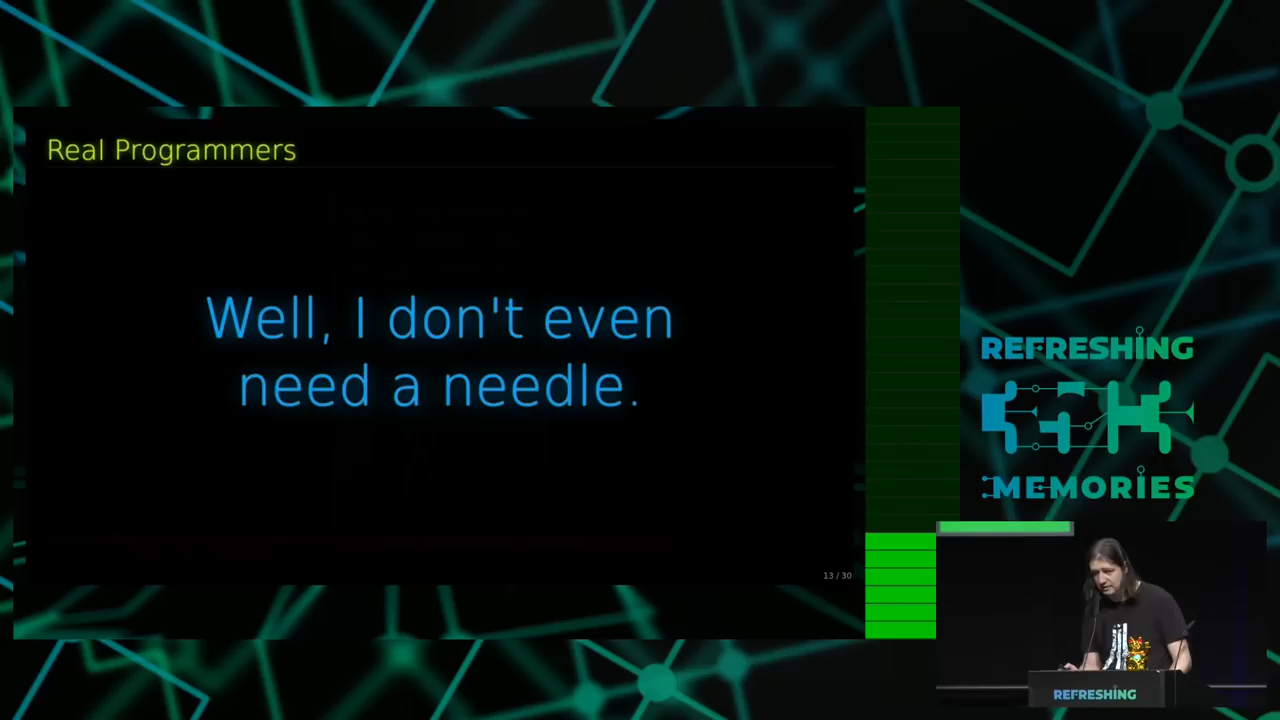 Real Programmers
Well, I don't even
need a needle.
13 / 30
REFRESHING
MEMORIES
REFRESHING